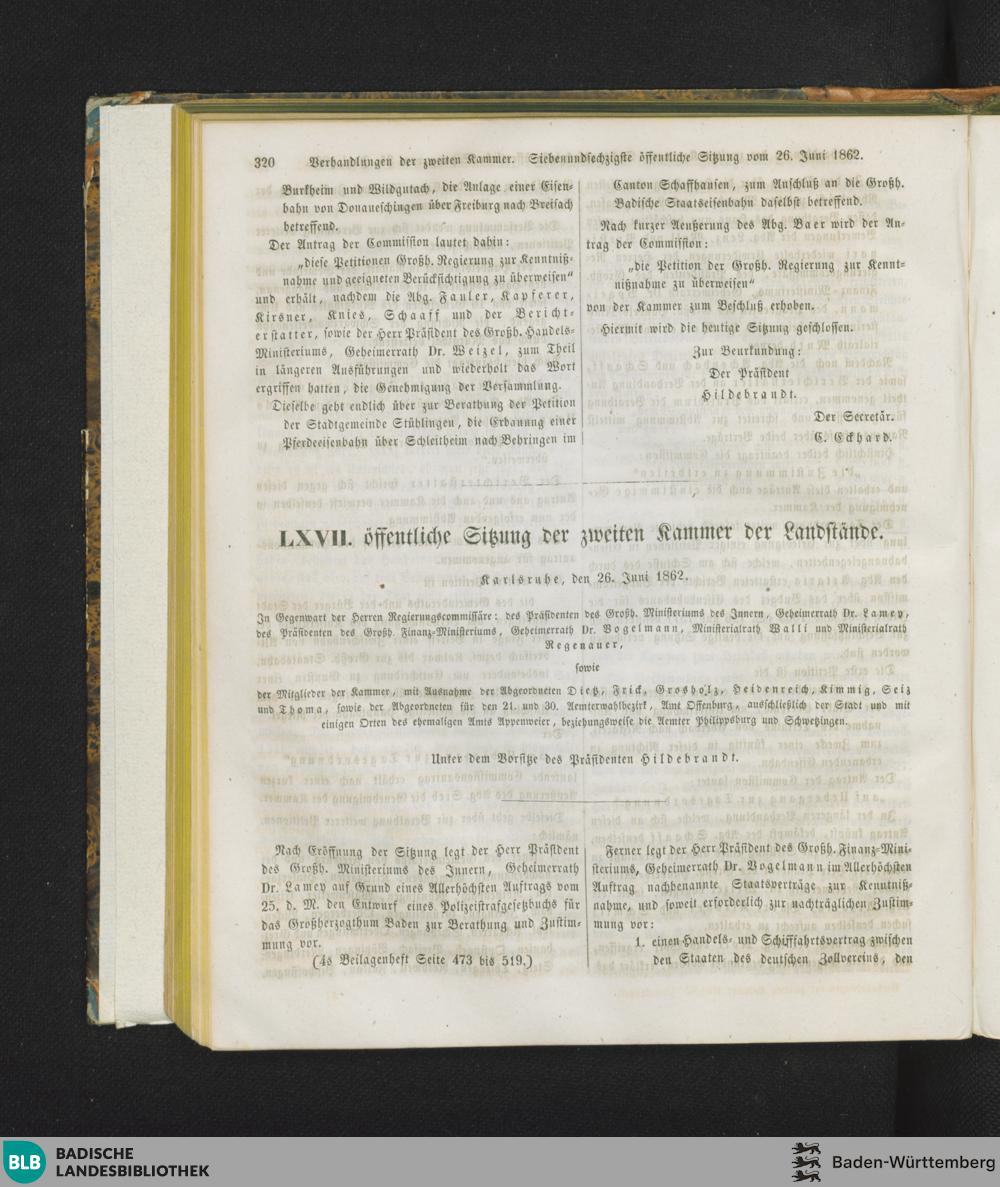 320 Verhandlungen der zweiten Kammer. Siebenundsechzigste öffentliche Sitzung vom 26. Juni 1862.
Burkheim und Wildgutach, die Anlage einer Eisen-
bahn von Donaueschingen über Freiburg nach Breisach
betreffend.
Der Antrag der Commission lautet dahin:
„diese Petitionen Großh. Regierung zur Kenntniß-
nahme und geeigneten Berücksichtigung zu überweisen“
und erhält, nachdem die Abg. Fauler, Kapferer,
Kirsner, Knies, Schaaff und der Bericht-
erstatter, sowie der Herr Präsident des Großh. Handels-
Ministeriums, Geheimerrath Dr. Weizel, zum Theil
in längeren Ausführungen und wiederholt das Wort
ergriffen hatten, die Genehmigung der Versammlung.
Dieselbe geht endlich über zur Berathung der Petition
der Stadtgemeinde Stühlingen, die Erbauung einer
Pferdeeisenbahn über Schleitheim nach Behringen im
Canton Schaffhausen, zum Anschluß an die Großh.
Badische Staatseisenbahn daselbst betreffend.
Nach kurzer Aeußerung des Abg. Baer wird der An-
trag der Commission:
„die Petition der Großh. Regierung zur Kennt-
nißnahme zu überweisen“
von der Kammer zum Beschluß erhoben.
Hiermit wird die heutige Sitzung geschlossen.
Zur Beurkundung:
Der Präsident
Hildebrandt.
Der Secretär.
C. Eckhard.
LXVII. öffentliche Sitzung der zweiten Kammer der Landstände.
Karlsruhe, den 26. Juni 1862.
In Gegenwart der Herren Regierungscommissäre: des Präsidenten des Großh. Ministeriums des Innern, Geheimerrath Dr. Lamey,
des Präsidenten des Großh. Finanz-Ministeriums, Geheimerrath Dr. Vogelmann, Ministerialrath Walli und Ministerialrath
Regenauer,
sowie
der Mitglieder der Kammer, mit Ausnahme der Abgeordneten Dietz, Frick, Grosholz, Heidenreich, Kimmig, Seiz
und Thoma, sowie der Abgeordneten für den 21. und 30. Aemterwahlbezirk, Amt Offenburg, ausschließlich der Stadt und mit
einigen Orten des ehemaligen Amts Appenweier, beziehungsweise die Aemter Philippsburg und Schwetzingen.
Unter dem Vorsitze des Präsidenten Hildebrandt.
Nach Eröffnung der Sitzung legt der Herr Präsident
des Großh. Ministeriums des Innern, Geheimerrath
Dr. Lamey auf Grund eines Allerhöchsten Auftrags vom
25. d. M. den Entwurf eines Polizeistrafgesetzbuchs für
das Großherzogthum Baden zur Berathung und Zustim-
mung vor.
(4s Beilagenheft Seite 473 bis 519.)
Ferner legt der Herr Präsident des Großh. Finanz-Mini-
steriums, Geheimerrath Dr. Vogelmann im Allerhöchsten
Auftrag nachbenannte Staatsverträge zur Kenntniß-
nahme, und soweit erforderlich zur nachträglichen Zustim-
mung vor:
1. einen Handels- und Schifffahrtsvertrag zwischen
den Staaten des deutschen Zollvereins, den
BLB BADISCHE
LANDESBIBLIOTHEK
Baden-Württemberg